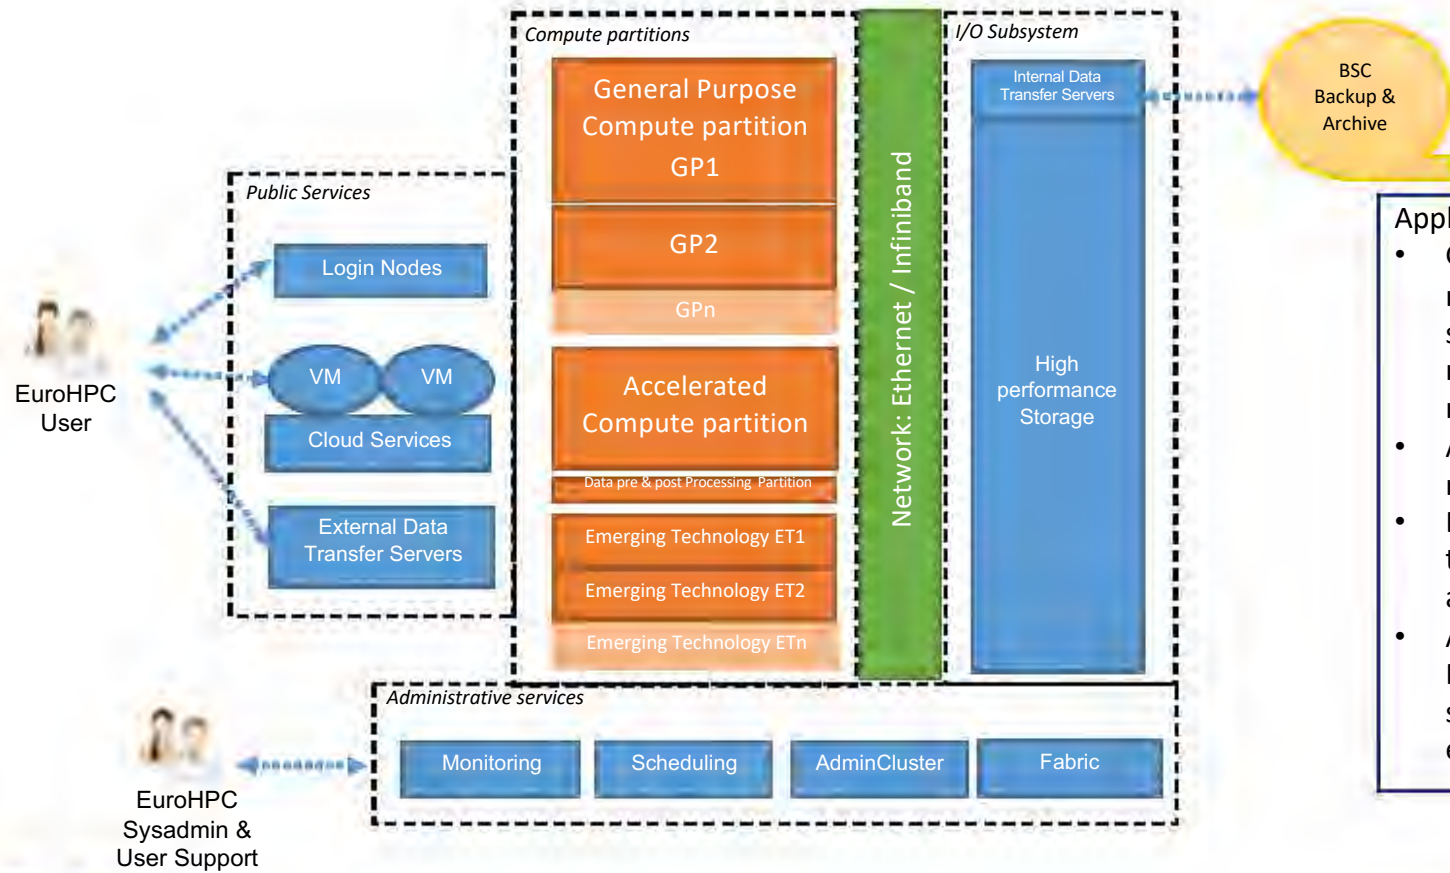 Compute partitions
General Purpose
Compute partition
GP1
GP2
GPn
Accelerated
Compute partition
Data pre & post Processing Partition
Emerging Technology ET1
Emerging Technology ET2
Emerging Technology ETn
Network: Ethernet / Infiniband
I/O Subsystem
Internal Data
Transfer Servers
High
performance
Storage
BSC
Backup &
Archive
Public Services
Login Nodes
VM
VM
Cloud Services
External Data
Transfer Servers
EuroHPC
User
Administrative services
Monitoring
Scheduling
AdminCluster
Fabric
EuroHPC
Sysadmin &
User Support
Appl